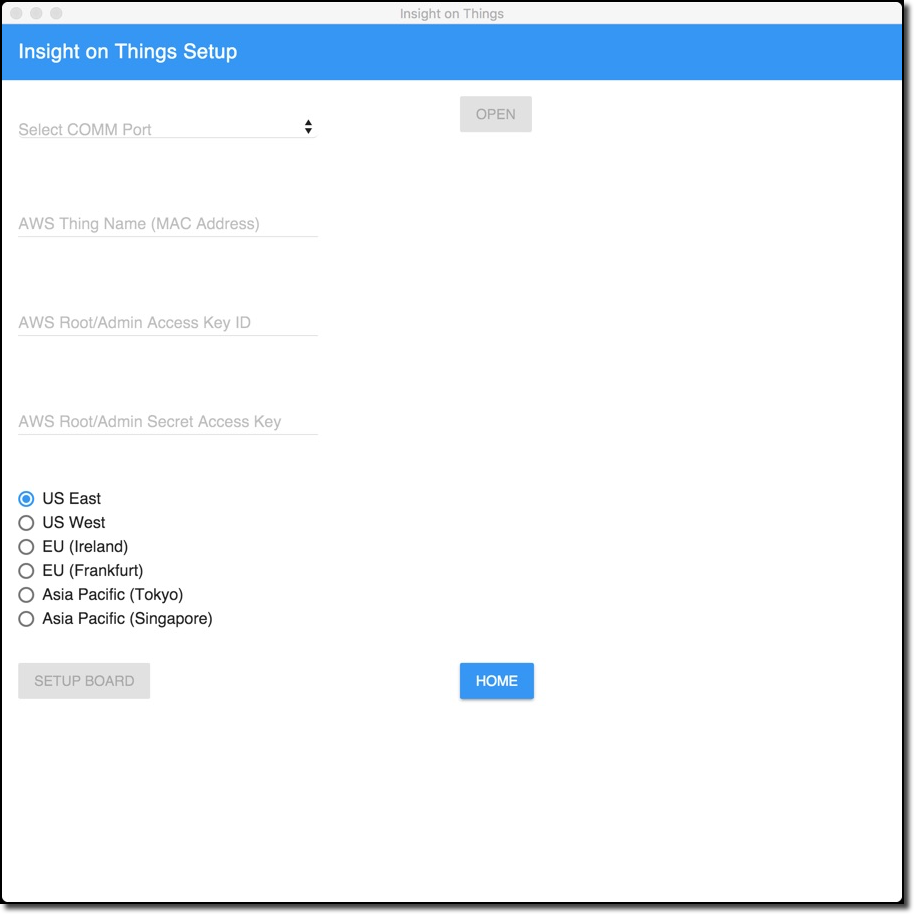 Insight on Things
Insight on Things Setup
Select COMM Port
OPEN
AWS Thing Name (MAC Address)
AWS Root/Admin Access Key ID
AWS Root/Admin Secret Access Key
US East
US West
EU (Ireland)
EU (Frankfurt)
Asia Pacific (Tokyo)
Asia Pacific (Singapore)
SETUP BOARD
HOME